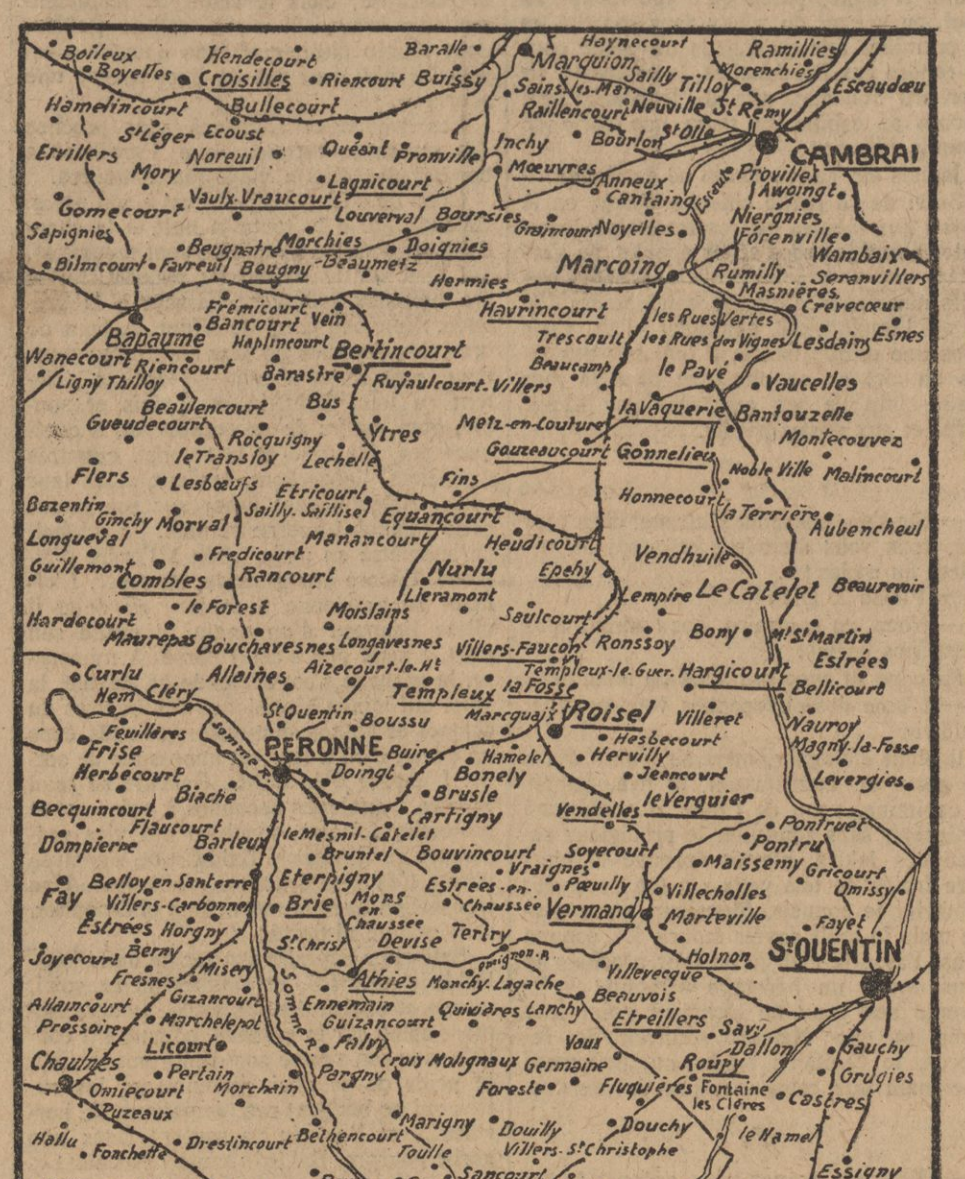 Boileux
Boyelles
Hendecourt
Croisilles
Riencourt
Baralle
Buissy
Marquion
Haynecourt
Sailly
Sains-les-Mar.
Tilloy
Ramillies
Morenchies
Escaudœu
Hamelincourt
Bullecourt
Raillencourt
Neuville
St Rémy
St Léger
Ecoust
Noreuil
Quéant
Pronville
Inchy
Bourlon
St Olle
CAMBRAI
Ervillers
Mory
Lagnicourt
Mœuvres
Anneux
Proville
Awoingt
Vaulx-Vraucourt
Cantaing
Escaut
Gomecourt
Louverval
Boursies
Graincourt
Noyelles
Niergnies
Forenville
Sapignies
Beugnatre
Morchies
Doignies
Wambaix
Bilmcourt
Favreuil
Beugny
Beaumetz
Hermies
Marcoing
Rumilly
Seranvillers
Masnières
Frémicourt
Havrincourt
Crévecœur
Bapaume
Bancourt
Vein
les Rues Vertes
Haplincourt
Bertincourt
Trescault
les Rues des Vignes
Lesdains
Esnes
Wanecourt
Riencourt
Ligny Thilloy
Barastre
Ruyaulcourt
Villers
Beaucamp
le Pavé
Vaucelles
Beaulencourt
Bus
la Vaquerie
Bantouzelle
Gueudecourt
Rocquigny
Ytres
Metz-en-Couture
Montecouvez
le Transloy
Lechelle
Gouzeaucourt
Gonnelieu
Flers
Lesbœufs
Fins
Noble Ville
Malincourt
Etricourt
Honnecourt
Bazentin
Ginchy
Morval
Sailly-Saillisel
Equancourt
la Terrière
Aubencheul
Longueval
Manancourt
Heudicourt
Guillemont
Fredicourt
Vendhuile
Combles
Rancourt
Nurlu
Epehy
Le Catelet
Beaurevoir
Lieramont
Lempire
Hardecourt
le Forest
Moislains
Saulcourt
Maurepas
Bouchavesnes
Longavesnes
Villers-Faucon
Ronssoy
Bony
Mt St Martin
Curlu
Allaines
Aizecourt-le-Ht
Templeux-le-Guer.
Hargicourt
Estrées
Hem
Cléry
Templeux
la Fosse
Bellicourt
St Quentin
Boussu
Marcquaix
Roisel
Villeret
Nauroy
Feuillères
Somme R.
Frise
PERONNE
Buire
Hamelet
Hesbecourt
Hervilly
Magny-la-Fosse
Herbécourt
Doingt
Bonely
Jeancourt
Levergies
Biache
Brusle
Becquincourt
Cartigny
Vendelles
le Verguier
Flaucourt
le Mesnil-Catelet
Pontruet
Dompierre
Barleux
Bruntel
Bouvincourt
Soyecourt
Pontru
Vraignes
Maissemy
Gricourt
Belloy en Santerre
Eterpigny
Estrées-en-Chaussée
Pœuilly
Villecholles
Omissy
Fay
Villers-Carbonnel
Brie
Mons en Chaussée
Vermand
Marteville
Fayet
Estrées
Horgny
St Christ
Devise
Tertry
ST QUENTIN
Joyecourt
Berny
Omignon R.
Holnon
Fresnes
Misery
Athies
Monchy-Lagache
Villevecque
Allaincourt
Gizancourt
Somme R.
Ennemain
Quivières
Lanchy
Beauvois
Pressoire
Marchelepot
Guizancourt
Etreillers
Savy
Licourt
Falvy
Vaux
Dallon
Gauchy
Chaulnes
Pertain
Croix Molignaux
Germaine
Roupy
Omiecourt
Morchain
Pargny
Foreste
Fluquières
Fontaine les Clères
Grugies
Puzeaux
Castres
Hallu
Marigny
Douilly
Douchy
le Hamel
Foncheffe
Dreslincourt
Bethencourt
Toulle
Villers-St Christophe
Sancourt
Essigny